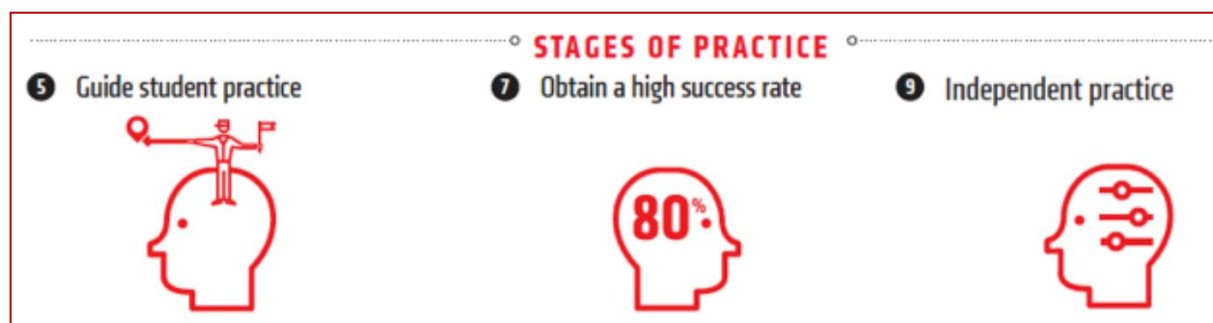 STAGES OF PRACTICE
5 Guide student practice
7 Obtain a high success rate
9 Independent practice
80%